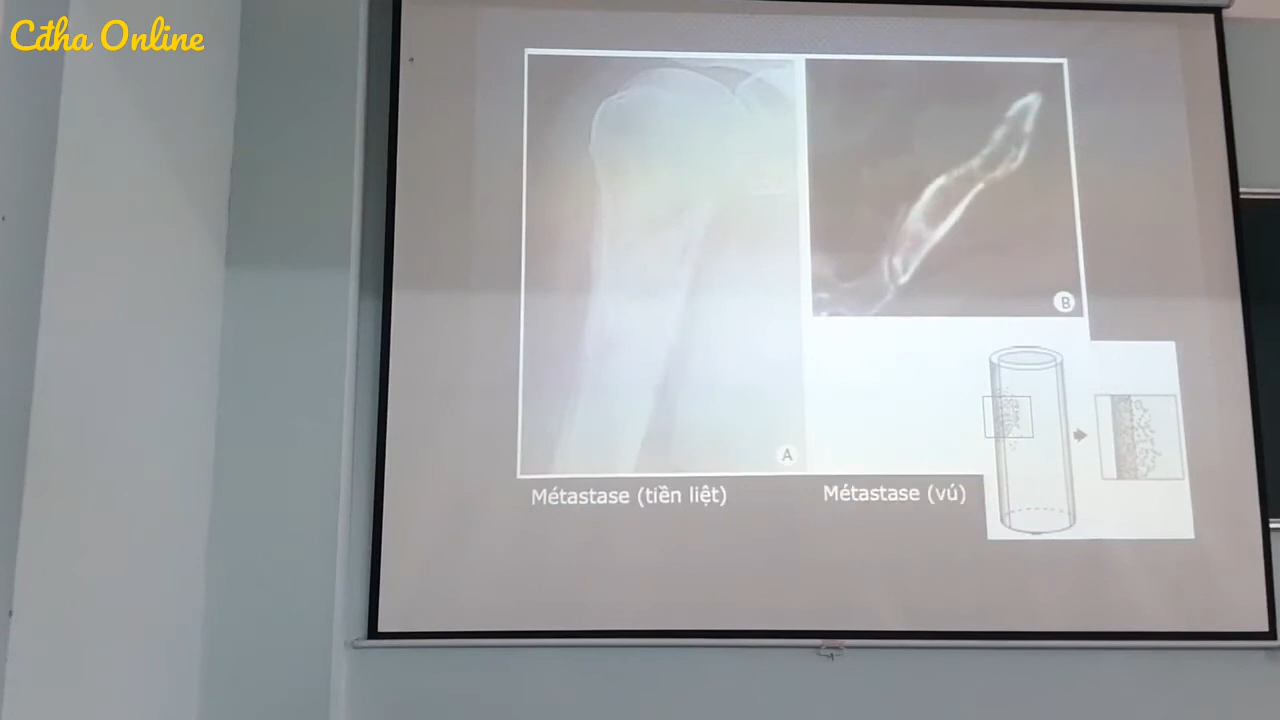 Cđha Online
B
A
Métastase (tiền liệt)
Métastase (vú)